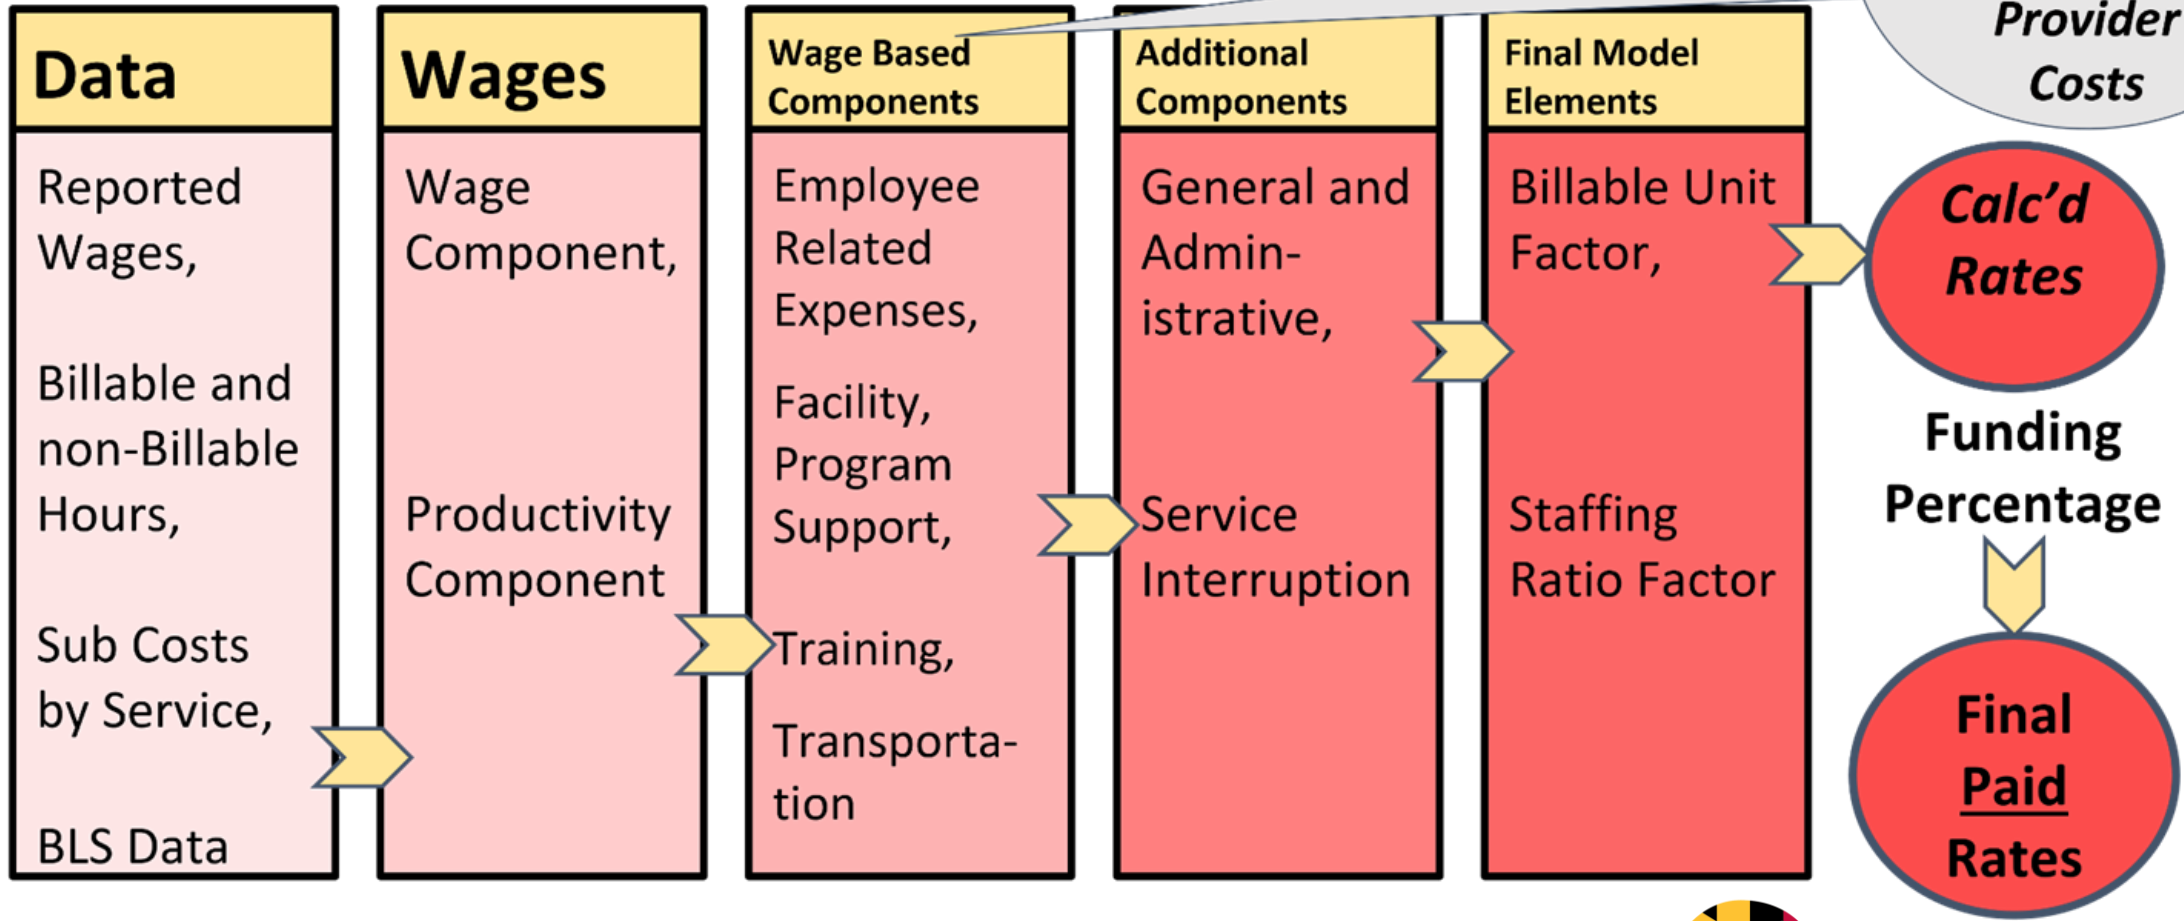 Data
Reported
Wages,
Billable and
non-Billable
Hours,
Sub Costs
by Service,
BLS Data
Wages
Wage
Component,
Productivity
Component
Wage Based
Components
Employee
Related
Expenses,
Facility,
Program
Support,
Training,
Transporta-
tion
Additional
Components
General and
Admin-
istrative,
Service
Interruption
Final Model
Elements
Billable Unit
Factor,
Staffing
Ratio Factor
Provider
Costs
Calc’d
Rates
Funding
Percentage
Final
Paid
Rates